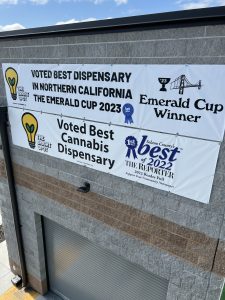 VOTED BEST DISPENSARY
IN NORTHERN CALIFORNIA
THE EMERALD CUP 2023
Emerald Cup
Winner
Voted Best
Cannabis
Dispensary
best
of 2022
THE REPORTER